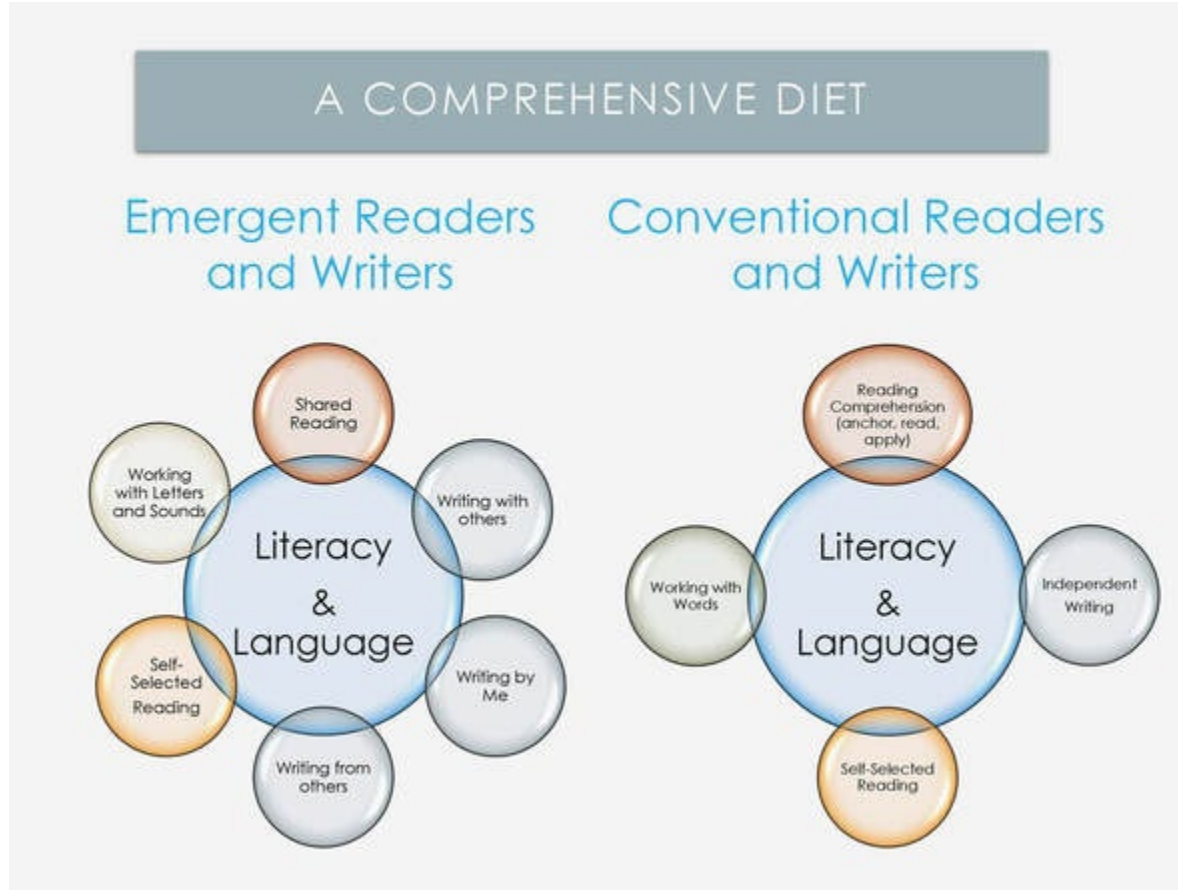 A COMPREHENSIVE DIET
Emergent Readers
and Writers
Shared
Reading
Working
with Letters
and Sounds
Writing with
others
Literacy
&
Language
Self-
Selected
Reading
Writing by
Me
Writing from
others
Conventional Readers
and Writers
Reading
Comprehension
(anchor, read,
apply)
Working with
Words
Literacy
&
Language
Independent
Writing
Self-Selected
Reading